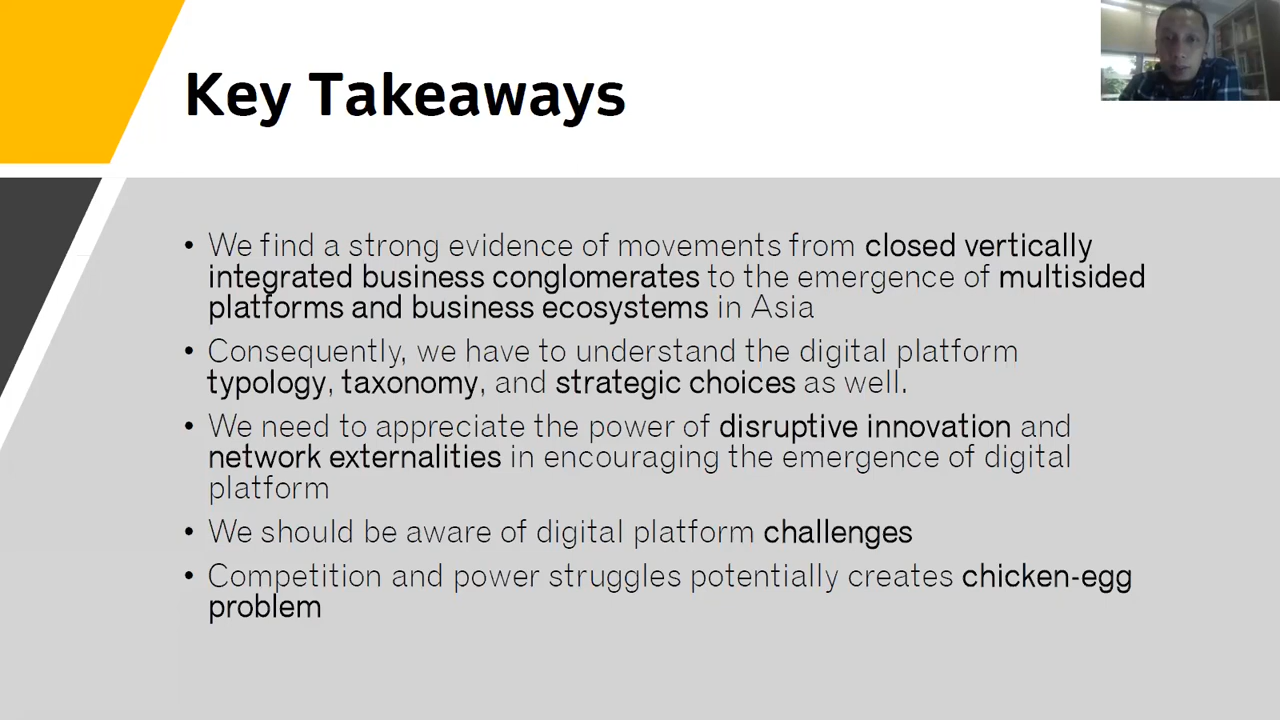 Key Takeaways
• We find a strong evidence of movements from closed vertically
integrated business conglomerates to the emergence of multisided
platforms and business ecosystems in Asia
• Consequently, we have to understand the digital platform
typology, taxonomy, and strategic choices as well.
• We need to appreciate the power of disruptive innovation and
network externalities in encouraging the emergence of digital
platform
• We should be aware of digital platform challenges
• Competition and power struggles potentially creates chicken-egg
problem